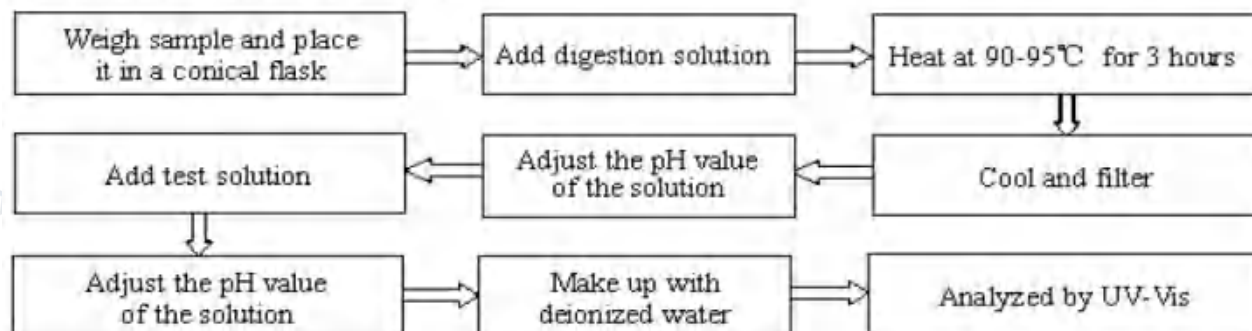 Weigh sample and place
it in a conical flask
Add digestion solution
Heat at 90-95℃ for 3 hours
Cool and filter
Adjust the pH value
of the solution
Add test solution
Adjust the pH value
of the solution
Make up with
deionized water
Analyzed by UV-Vis